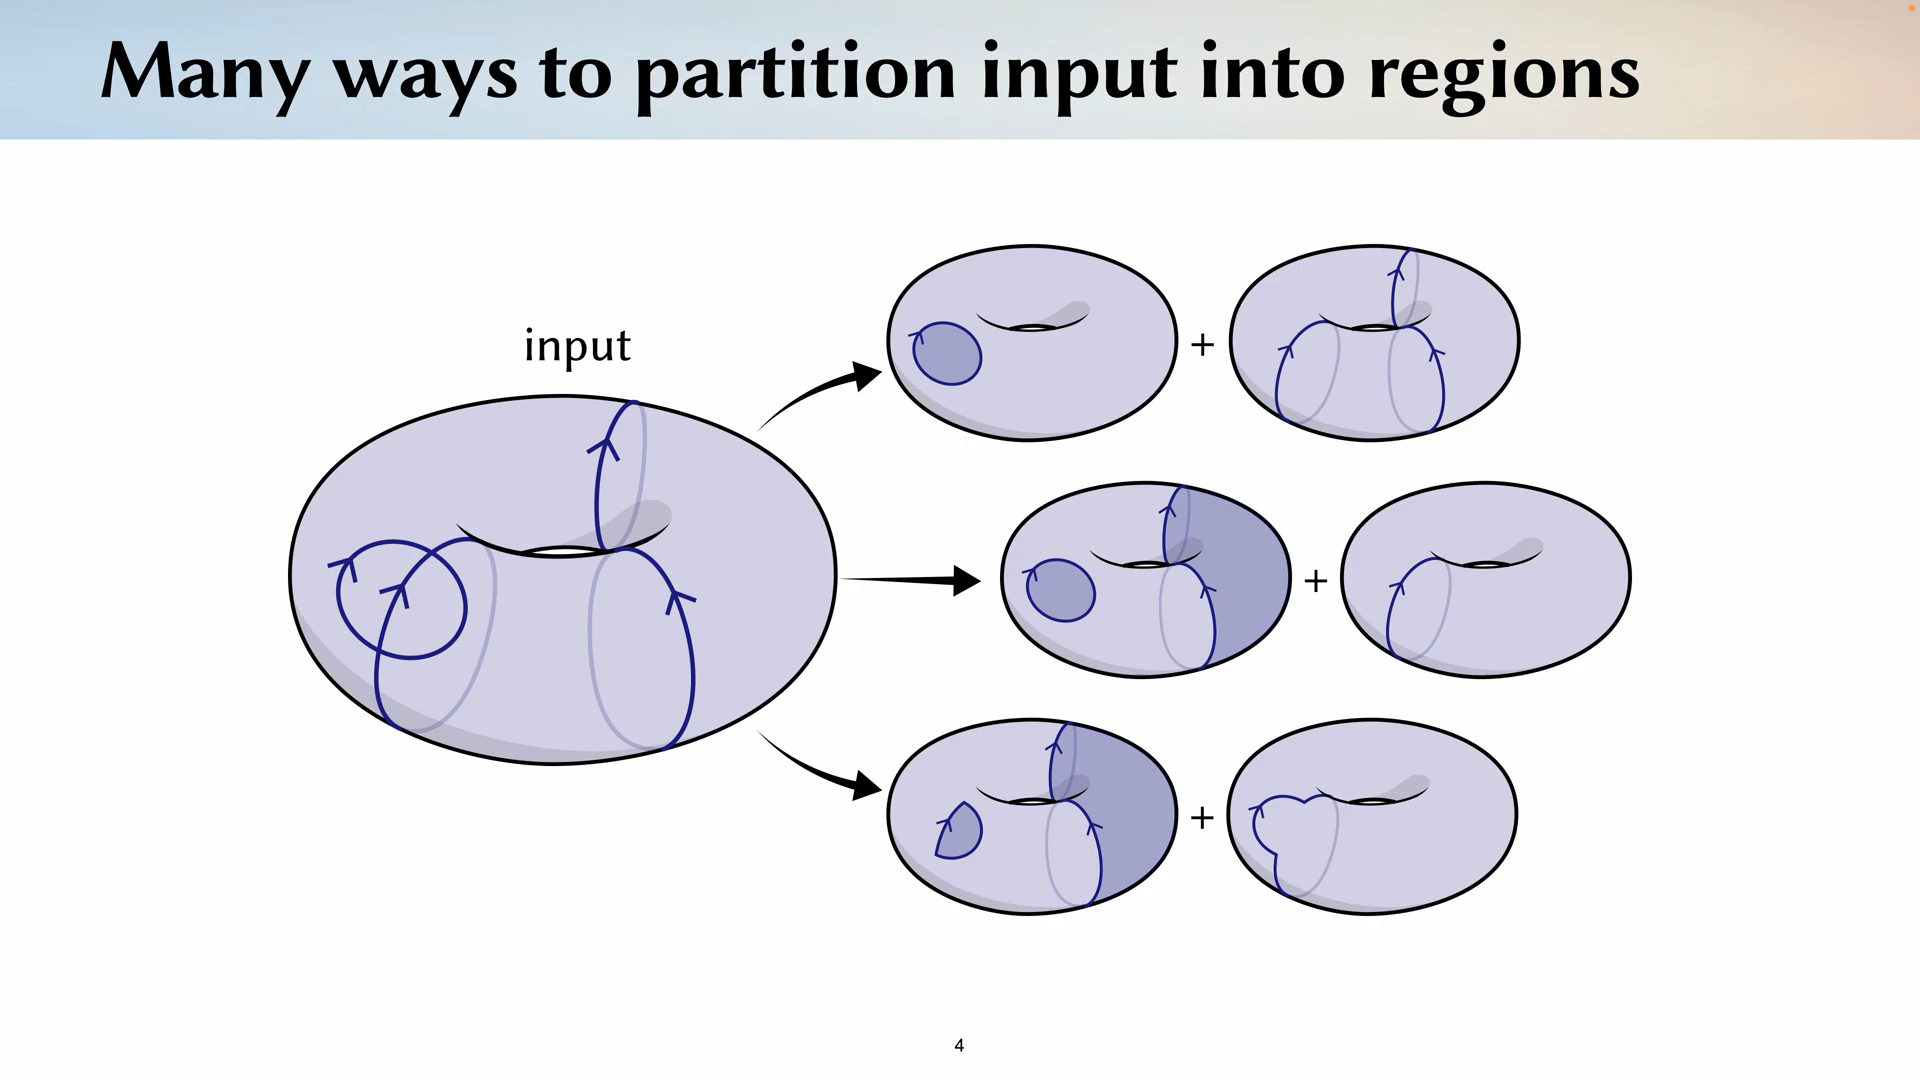 Many ways to partition input into regions
input
+
+
+
4